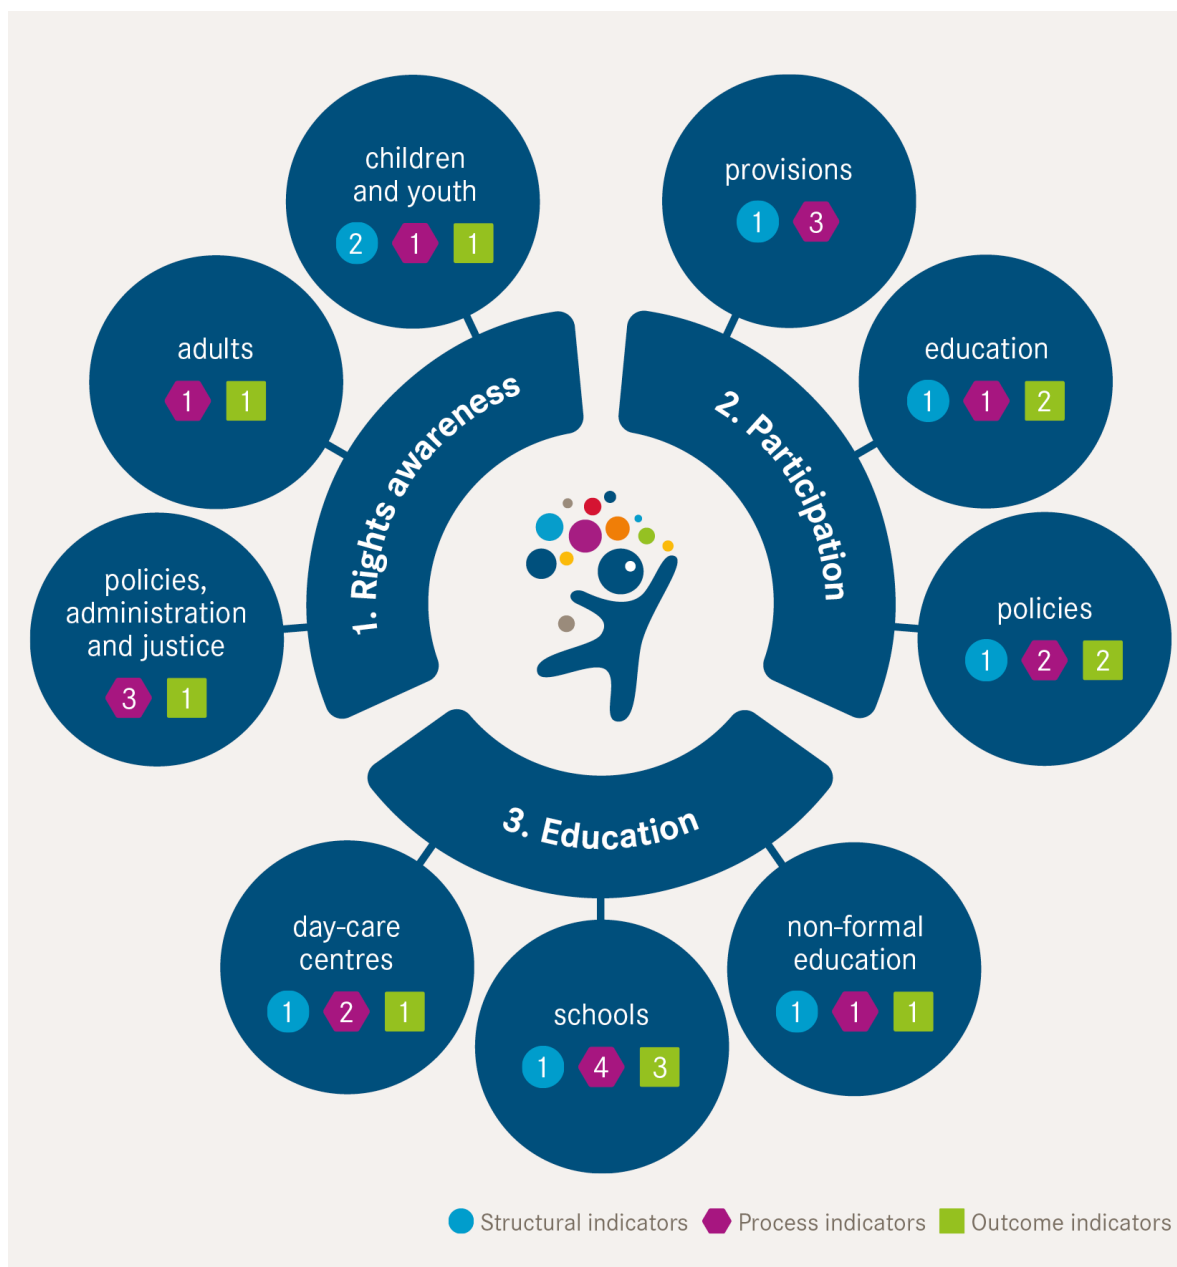 1. Rights awareness
children
and youth
2 1 1
adults
1 1
policies,
administration
and justice
3 1
2. Participation
provisions
1 3
education
1 1 2
policies
1 2 2
3. Education
day-care
centres
1 2 1
schools
1 4 3
non-formal
education
1 1 1
Structural indicators Process indicators Outcome indicators